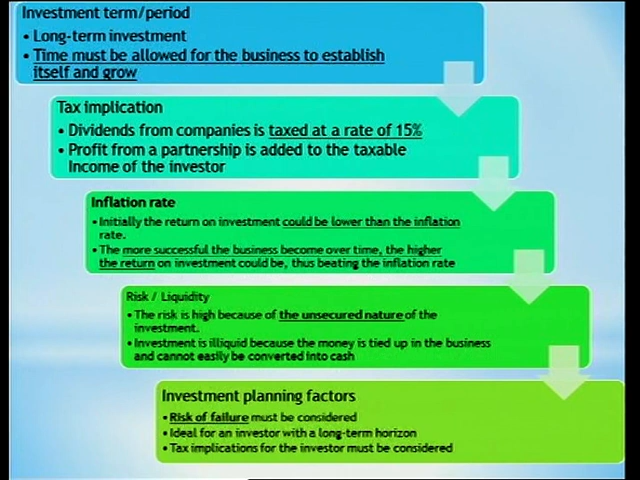 Investment term/period
• Long-term investment
• Time must be allowed for the business to establish
itself and grow
Tax implication
• Dividends from companies is taxed at a rate of 15%
• Profit from a partnership is added to the taxable
Income of the investor
Inflation rate
• Initially the return on investment could be lower than the inflation
rate.
• The more successful the business become over time, the higher
the return on investment could be, thus beating the inflation rate
Risk / Liquidity
• The risk is high because of the unsecured nature of the
investment.
• Investment is illiquid because the money is tied up in the business
and cannot easily be converted into cash
Investment planning factors
• Risk of failure must be considered
• Ideal for an investor with a long-term horizon
• Tax implications for the investor must be considered